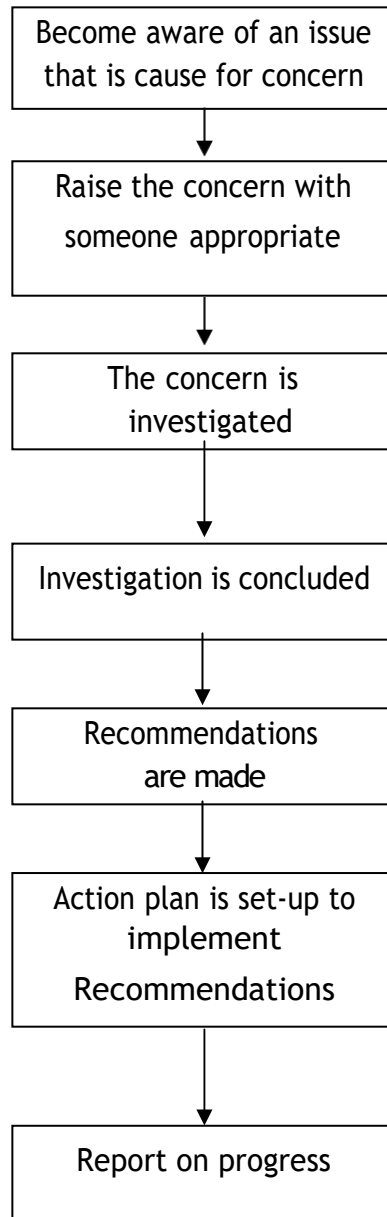 Become aware of an issue
that is cause for concern
Raise the concern with
someone appropriate
The concern is
investigated
Investigation is concluded
Recommendations
are made
Action plan is set-up to
implement
Recommendations
Report on progress